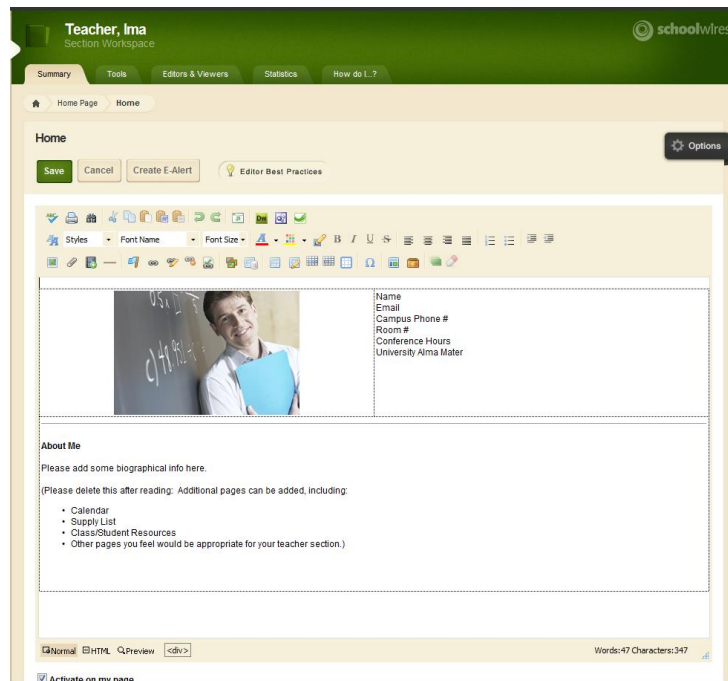 Teacher, Ima
Section Workspace
schoolwires
Summary Tools Editors & Viewers Statistics How do I...?
Home Page Home
Home
Options
Save Cancel Create E-Alert Editor Best Practices
Styles Font Name Font Size A B I U S
Name
Email
Campus Phone #
Room #
Conference Hours
University Alma Mater
About Me
Please add some biographical info here.
(Please delete this after reading: Additional pages can be added, including:
• Calendar
• Supply List
• Class/Student Resources
• Other pages you feel would be appropriate for your teacher section.)
Normal HTML Preview <div> Words:47 Characters:347
Activate on my page